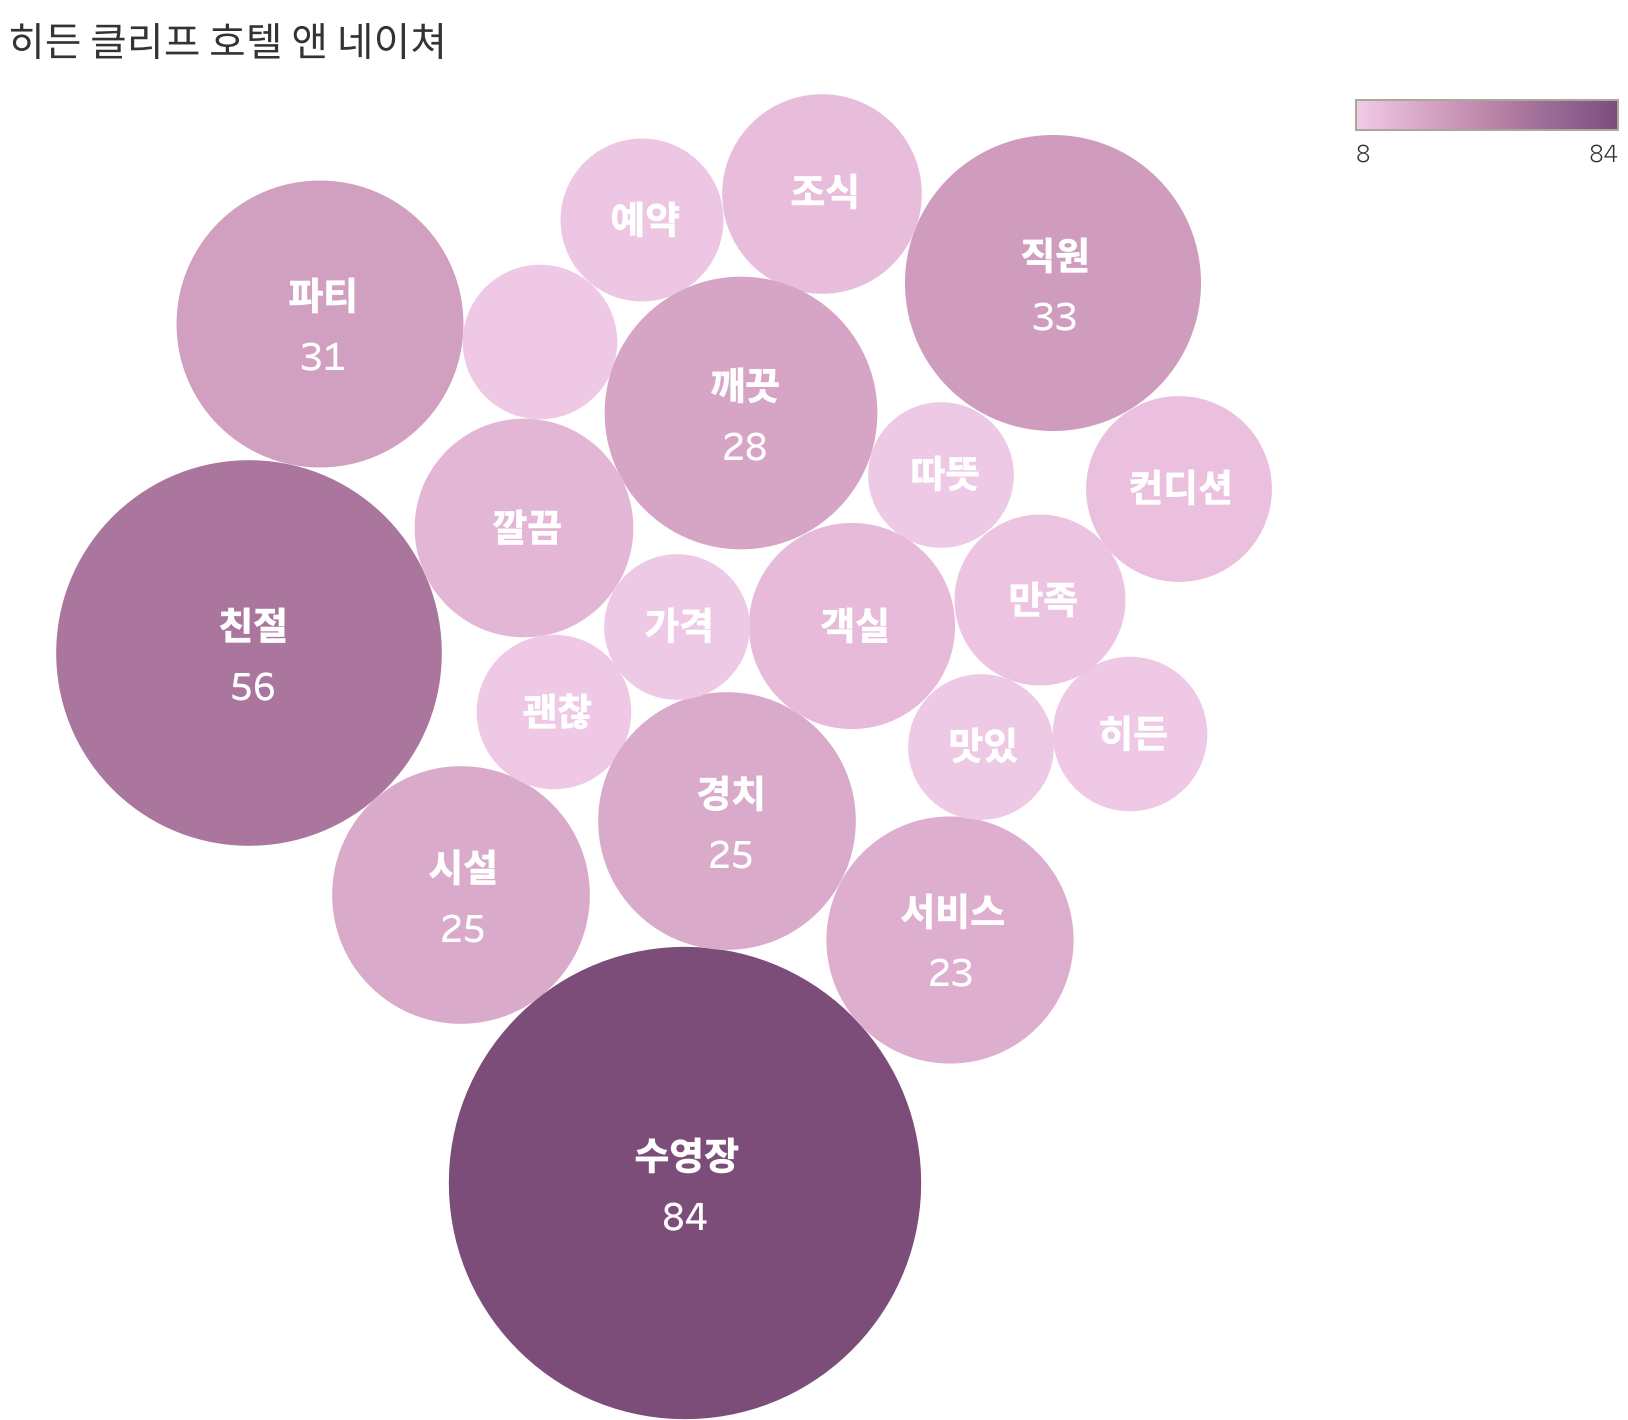 히든 클리프 호텔 앤 네이쳐
8
84
조식
예약
직원
33
파티
31
깨끗
28
따뜻
컨디션
깔끔
만족
친절
56
가격
객실
괜찮
맛있
히든
경치
25
시설
25
서비스
23
수영장
84